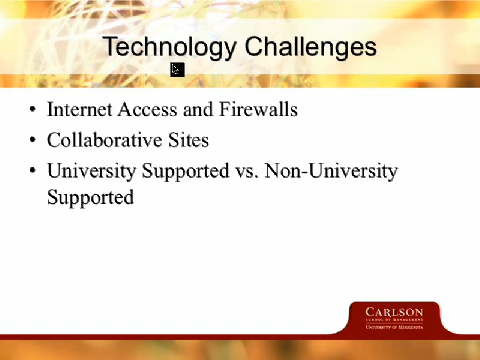 Technology Challenges
• Internet Access and Firewalls
• Collaborative Sites
• University Supported vs. Non-University
Supported
CARLSON
SCHOOL OF MANAGEMENT
UNIVERSITY OF MINNESOTA